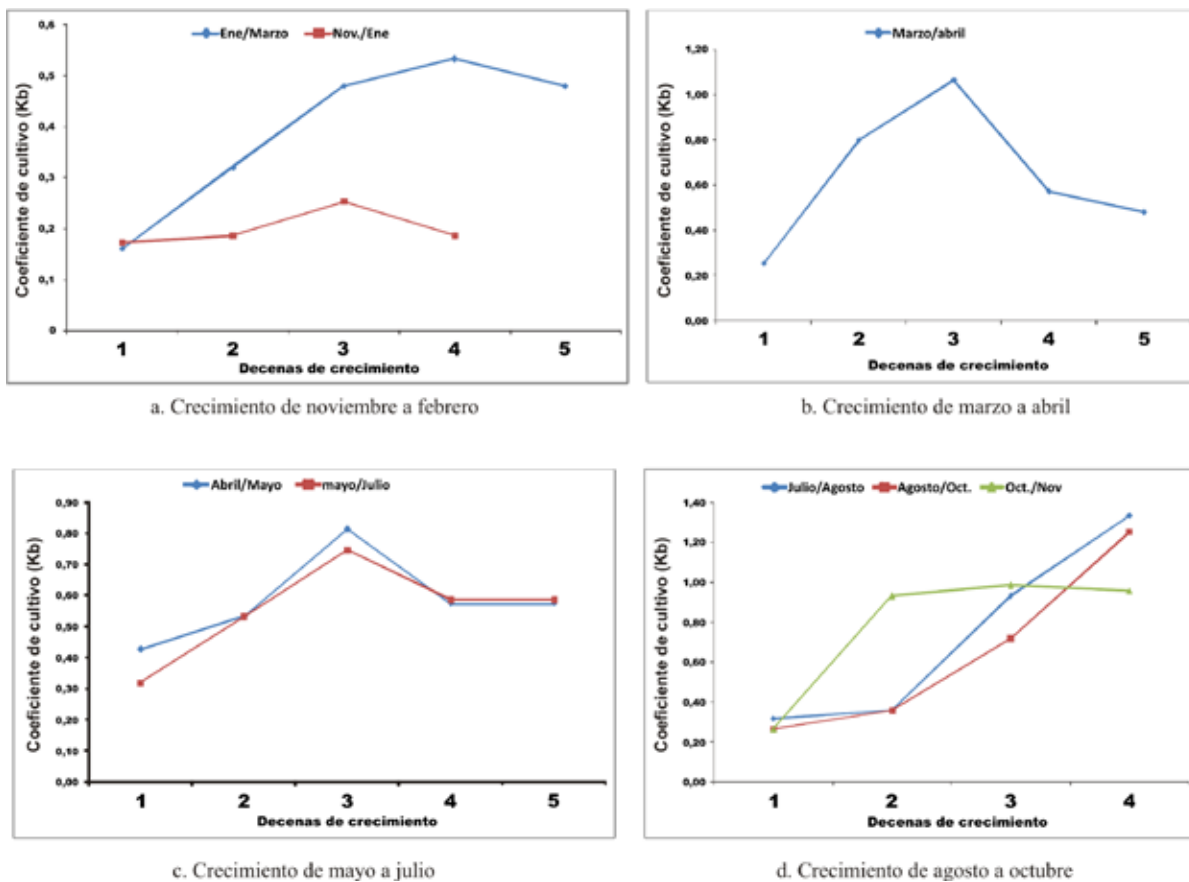 Ene/Marzo Nov./Ene
Coeficiente de cultivo (Kb)
0,6
0,5
0,4
0,3
0,2
0,1
0
1 2 3 4 5
Decenas de crecimiento
a. Crecimiento de noviembre a febrero
Marzo/abril
Coeficiente de cultivo (Kb)
1,20
1,00
0,80
0,60
0,40
0,20
0,00
1 2 3 4 5
Decenas de crecimiento
b. Crecimiento de marzo a abril
Abril/Mayo mayo/Julio
Coeficiente de cultivo (Kb)
0,90
0,80
0,70
0,60
0,50
0,40
0,30
0,20
0,10
0,00
1 2 3 4 5
Decenas de crecimiento
c. Crecimiento de mayo a julio
Julio/Agosto Agosto/Oct. Oct./Nov
Coeficiente de cultivo (Kb)
1,40
1,20
1,00
0,80
0,60
0,40
0,20
0,00
1 2 3 4
Decenas de crecimiento
d. Crecimiento de agosto a octubre